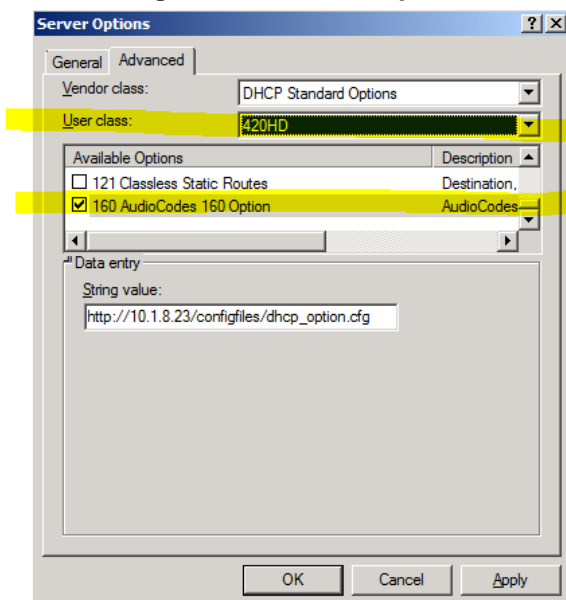 Server Options
General Advanced
Vendor class: DHCP Standard Options
User class: 420HD
Available Options Description
121 Classless Static Routes Destination,
160 AudioCodes 160 Option AudioCodes
Data entry
String value:
http://10.1.8.23/configfiles/dhcp_option.cfg
OK Cancel Apply